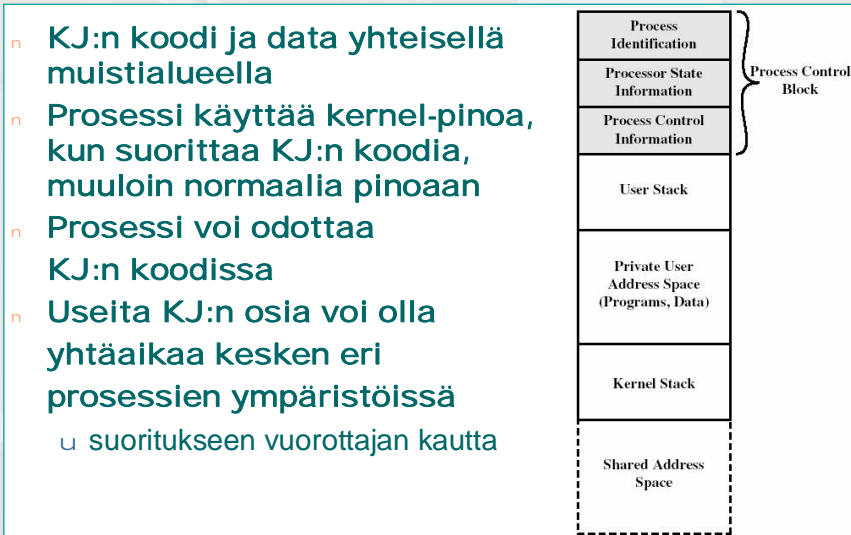 n KJ:n koodi ja data yhteisellä
muistialueella
n Prosessi käyttää kernel-pinoa,
kun suorittaa KJ:n koodia,
muuloin normaalia pinoaan
n Prosessi voi odottaa
KJ:n koodissa
n Useita KJ:n osia voi olla
yhtäaikaa kesken eri
prosessien ympäristöissä
u suoritukseen vuorottajan kautta
Process
Identification
Processor State
Information
Process Control
Information
Process Control
Block
User Stack
Private User
Address Space
(Programs, Data)
Kernel Stack
Shared Address
Space